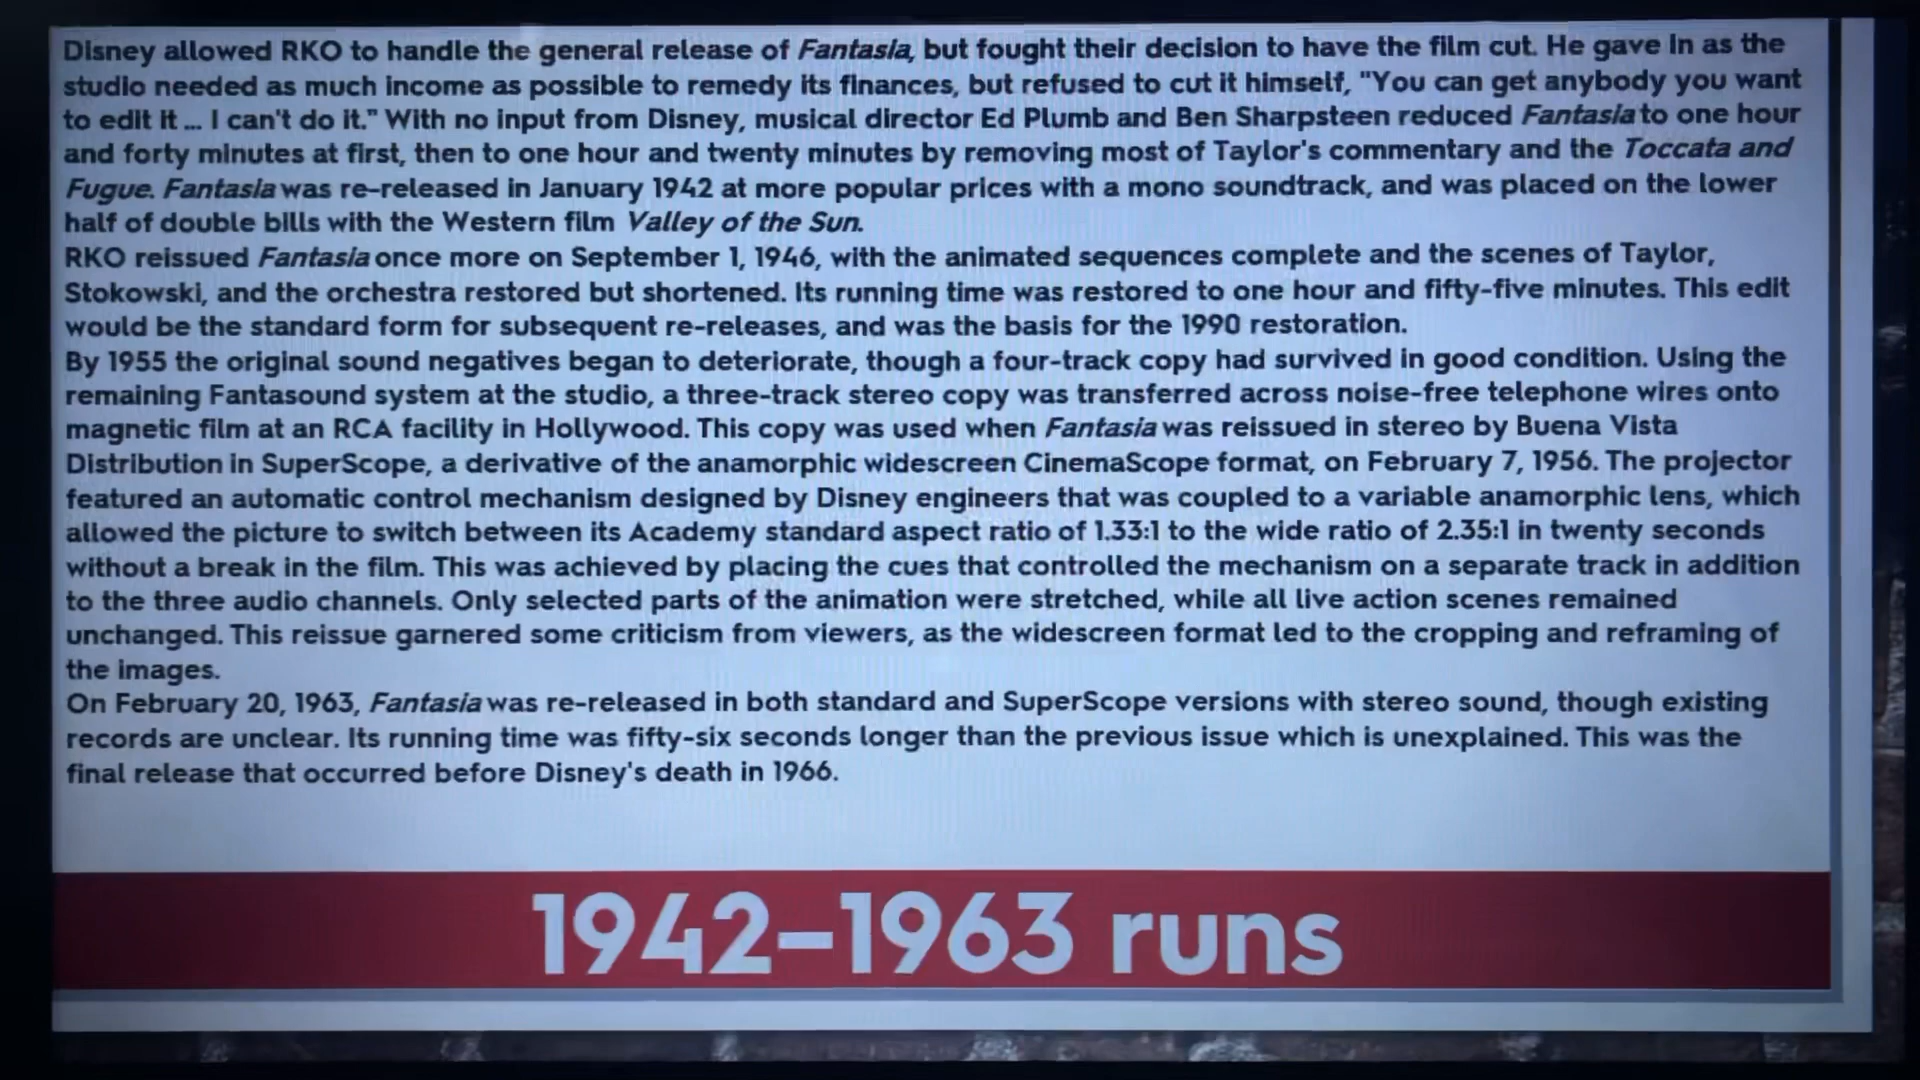 Disney allowed RKO to handle the general release of Fantasia, but fought their decision to have the film cut. He gave in as the
studio needed as much income as possible to remedy its finances, but refused to cut it himself, "You can get anybody you want
to edit it ... I can't do it." With no input from Disney, musical director Ed Plumb and Ben Sharpsteen reduced Fantasia to one hour
and forty minutes at first, then to one hour and twenty minutes by removing most of Taylor's commentary and the Toccata and
Fugue. Fantasia was re-released in January 1942 at more popular prices with a mono soundtrack, and was placed on the lower
half of double bills with the Western film Valley of the Sun.
RKO reissued Fantasia once more on September 1, 1946, with the animated sequences complete and the scenes of Taylor,
Stokowski, and the orchestra restored but shortened. Its running time was restored to one hour and fifty-five minutes. This edit
would be the standard form for subsequent re-releases, and was the basis for the 1990 restoration.
By 1955 the original sound negatives began to deteriorate, though a four-track copy had survived in good condition. Using the
remaining Fantasound system at the studio, a three-track stereo copy was transferred across noise-free telephone wires onto
magnetic film at an RCA facility in Hollywood. This copy was used when Fantasia was reissued in stereo by Buena Vista
Distribution in SuperScope, a derivative of the anamorphic widescreen CinemaScope format, on February 7, 1956. The projector
featured an automatic control mechanism designed by Disney engineers that was coupled to a variable anamorphic lens, which
allowed the picture to switch between its Academy standard aspect ratio of 1.33:1 to the wide ratio of 2.35:1 in twenty seconds
without a break in the film. This was achieved by placing the cues that controlled the mechanism on a separate track in addition
to the three audio channels. Only selected parts of the animation were stretched, while all live action scenes remained
unchanged. This reissue garnered some criticism from viewers, as the widescreen format led to the cropping and reframing of
the images.
On February 20, 1963, Fantasia was re-released in both standard and SuperScope versions with stereo sound, though existing
records are unclear. Its running time was fifty-six seconds longer than the previous issue which is unexplained. This was the
final release that occurred before Disney's death in 1966.
1942–1963 runs